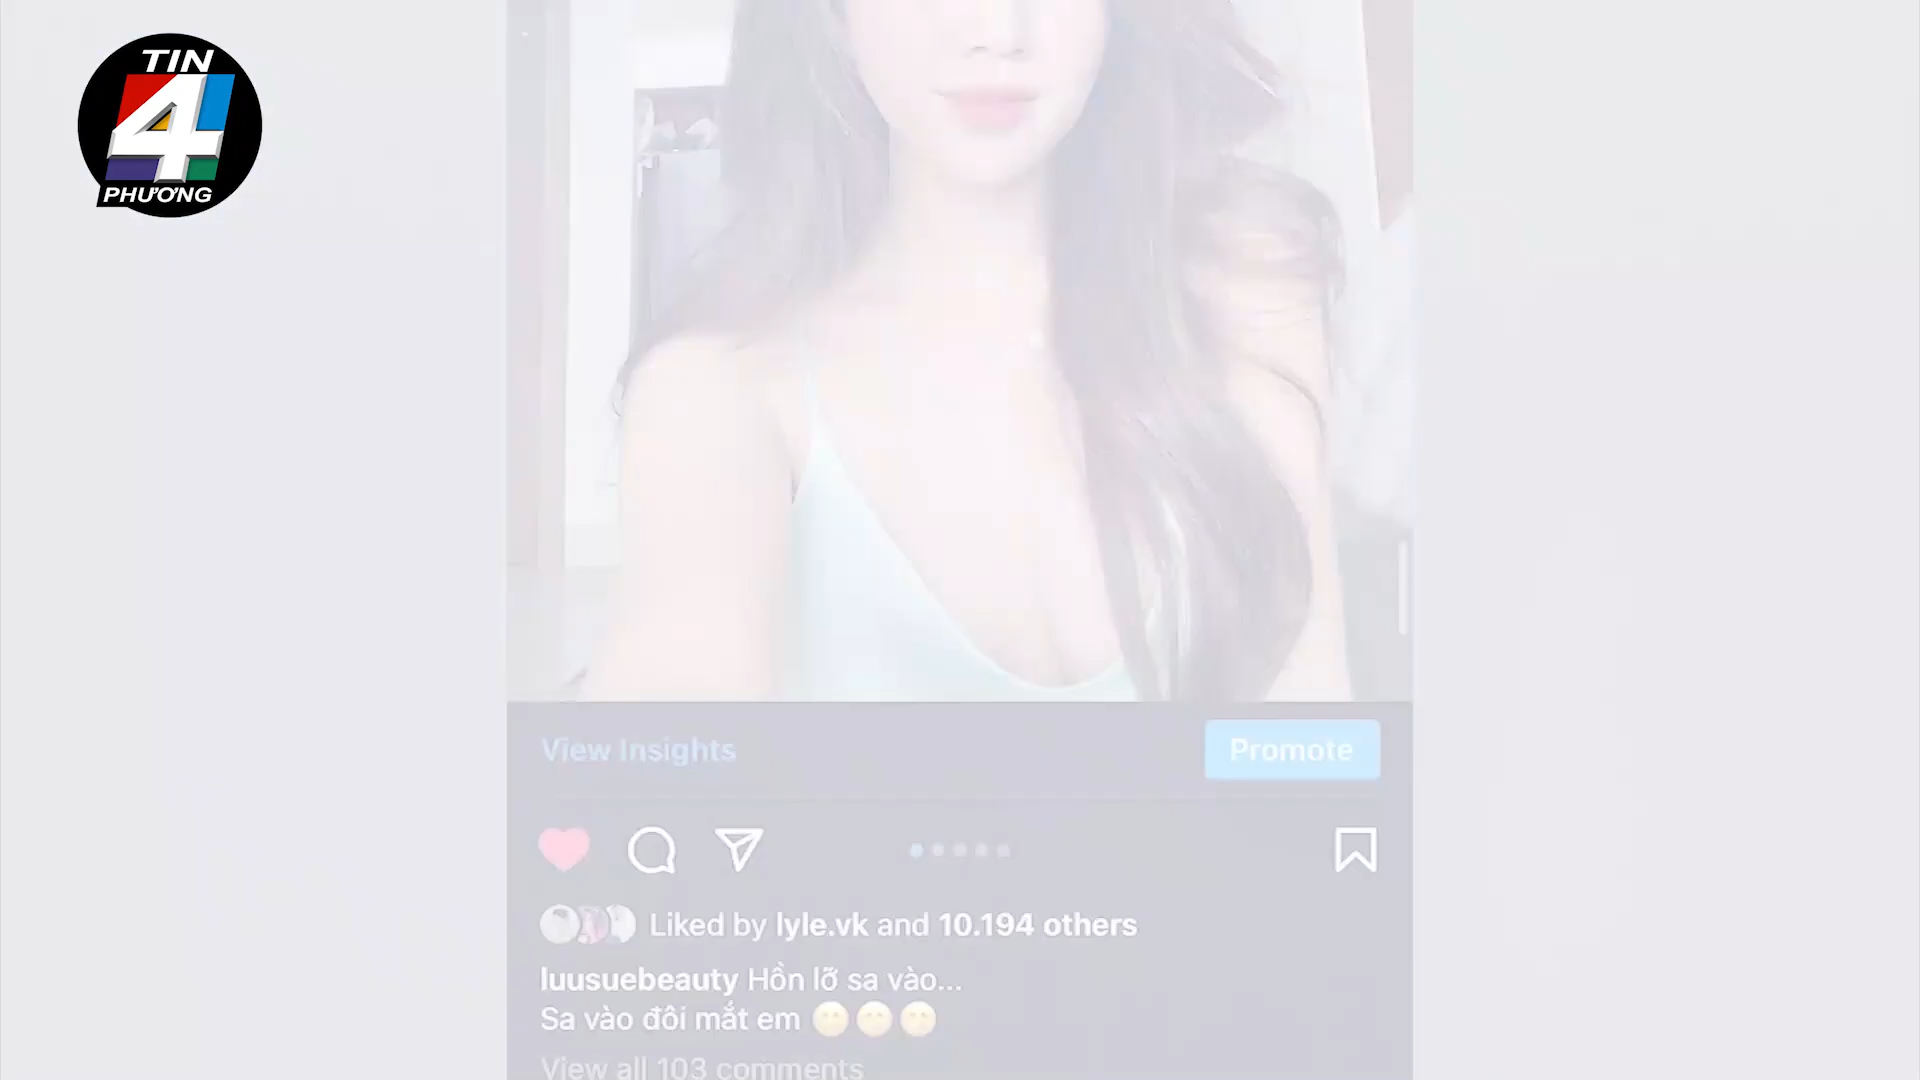 TIN
4
PHƯƠNG
View Insights
Promote
Liked by lyle.vk and 10.194 others
luusuebeauty Hồn lỡ sa vào...
Sa vào đôi mắt em 😶😶😶
View all 103 comments